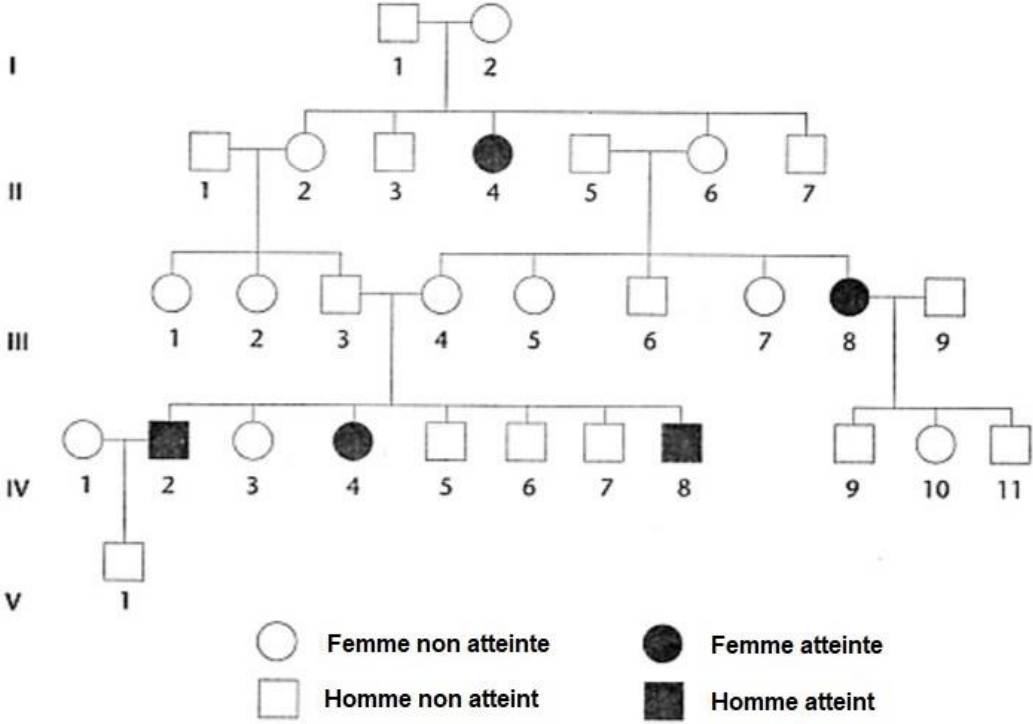 I
1 2
II
1 2 3 4 5 6 7
III
1 2 3 4 5 6 7 8 9
IV
1 2 3 4 5 6 7 8 9 10 11
V
1
Femme non atteinte Femme atteinte
Homme non atteint Homme atteint